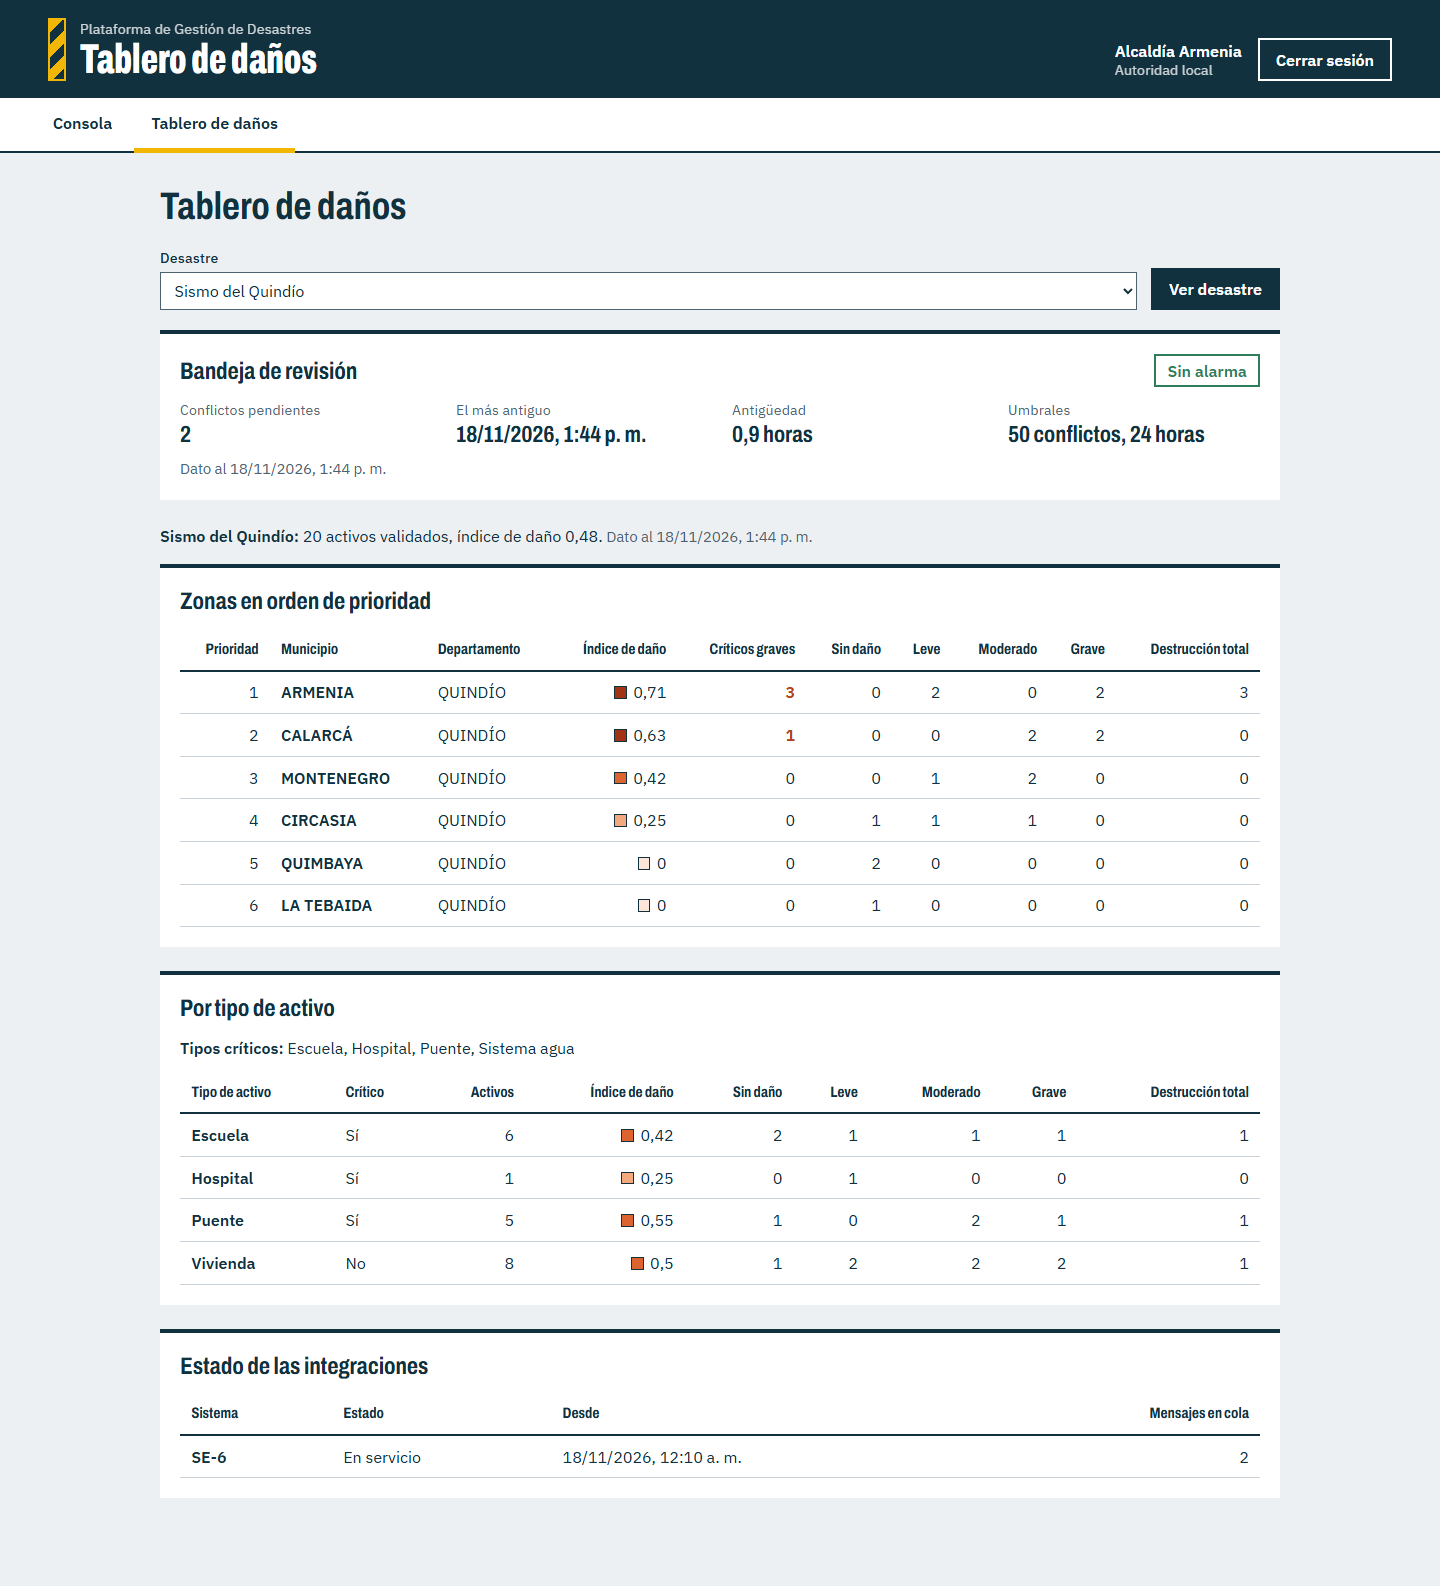 Plataforma de Gestión de Desastres
Tablero de daños
Alcaldía Armenia
Autoridad local
Cerrar sesión
Consola
Tablero de daños
Tablero de daños
Desastre
Sismo del Quindío
Ver desastre
Bandeja de revisión
Sin alarma
Conflictos pendientes
2
El más antiguo
18/11/2026, 1:44 p. m.
Antigüedad
0,9 horas
Umbrales
50 conflictos, 24 horas
Dato al 18/11/2026, 1:44 p. m.
Sismo del Quindío: 20 activos validados, índice de daño 0,48. Dato al 18/11/2026, 1:44 p. m.
Zonas en orden de prioridad
Prioridad Municipio Departamento Índice de daño Críticos graves Sin daño Leve Moderado Grave Destrucción total
1 ARMENIA QUINDÍO 0,71 3 0 2 0 2 3
2 CALARCÁ QUINDÍO 0,63 1 0 0 2 2 0
3 MONTENEGRO QUINDÍO 0,42 0 0 1 2 0 0
4 CIRCASIA QUINDÍO 0,25 0 1 1 1 0 0
5 QUIMBAYA QUINDÍO 0 0 2 0 0 0 0
6 LA TEBAIDA QUINDÍO 0 0 1 0 0 0 0
Por tipo de activo
Tipos críticos: Escuela, Hospital, Puente, Sistema agua
Tipo de activo Crítico Activos Índice de daño Sin daño Leve Moderado Grave Destrucción total
Escuela Sí 6 0,42 2 1 1 1 1
Hospital Sí 1 0,25 0 1 0 0 0
Puente Sí 5 0,55 1 0 2 1 1
Vivienda No 8 0,5 1 2 2 2 1
Estado de las integraciones
Sistema Estado Desde Mensajes en cola
SE-6 En servicio 18/11/2026, 12:10 a. m. 2